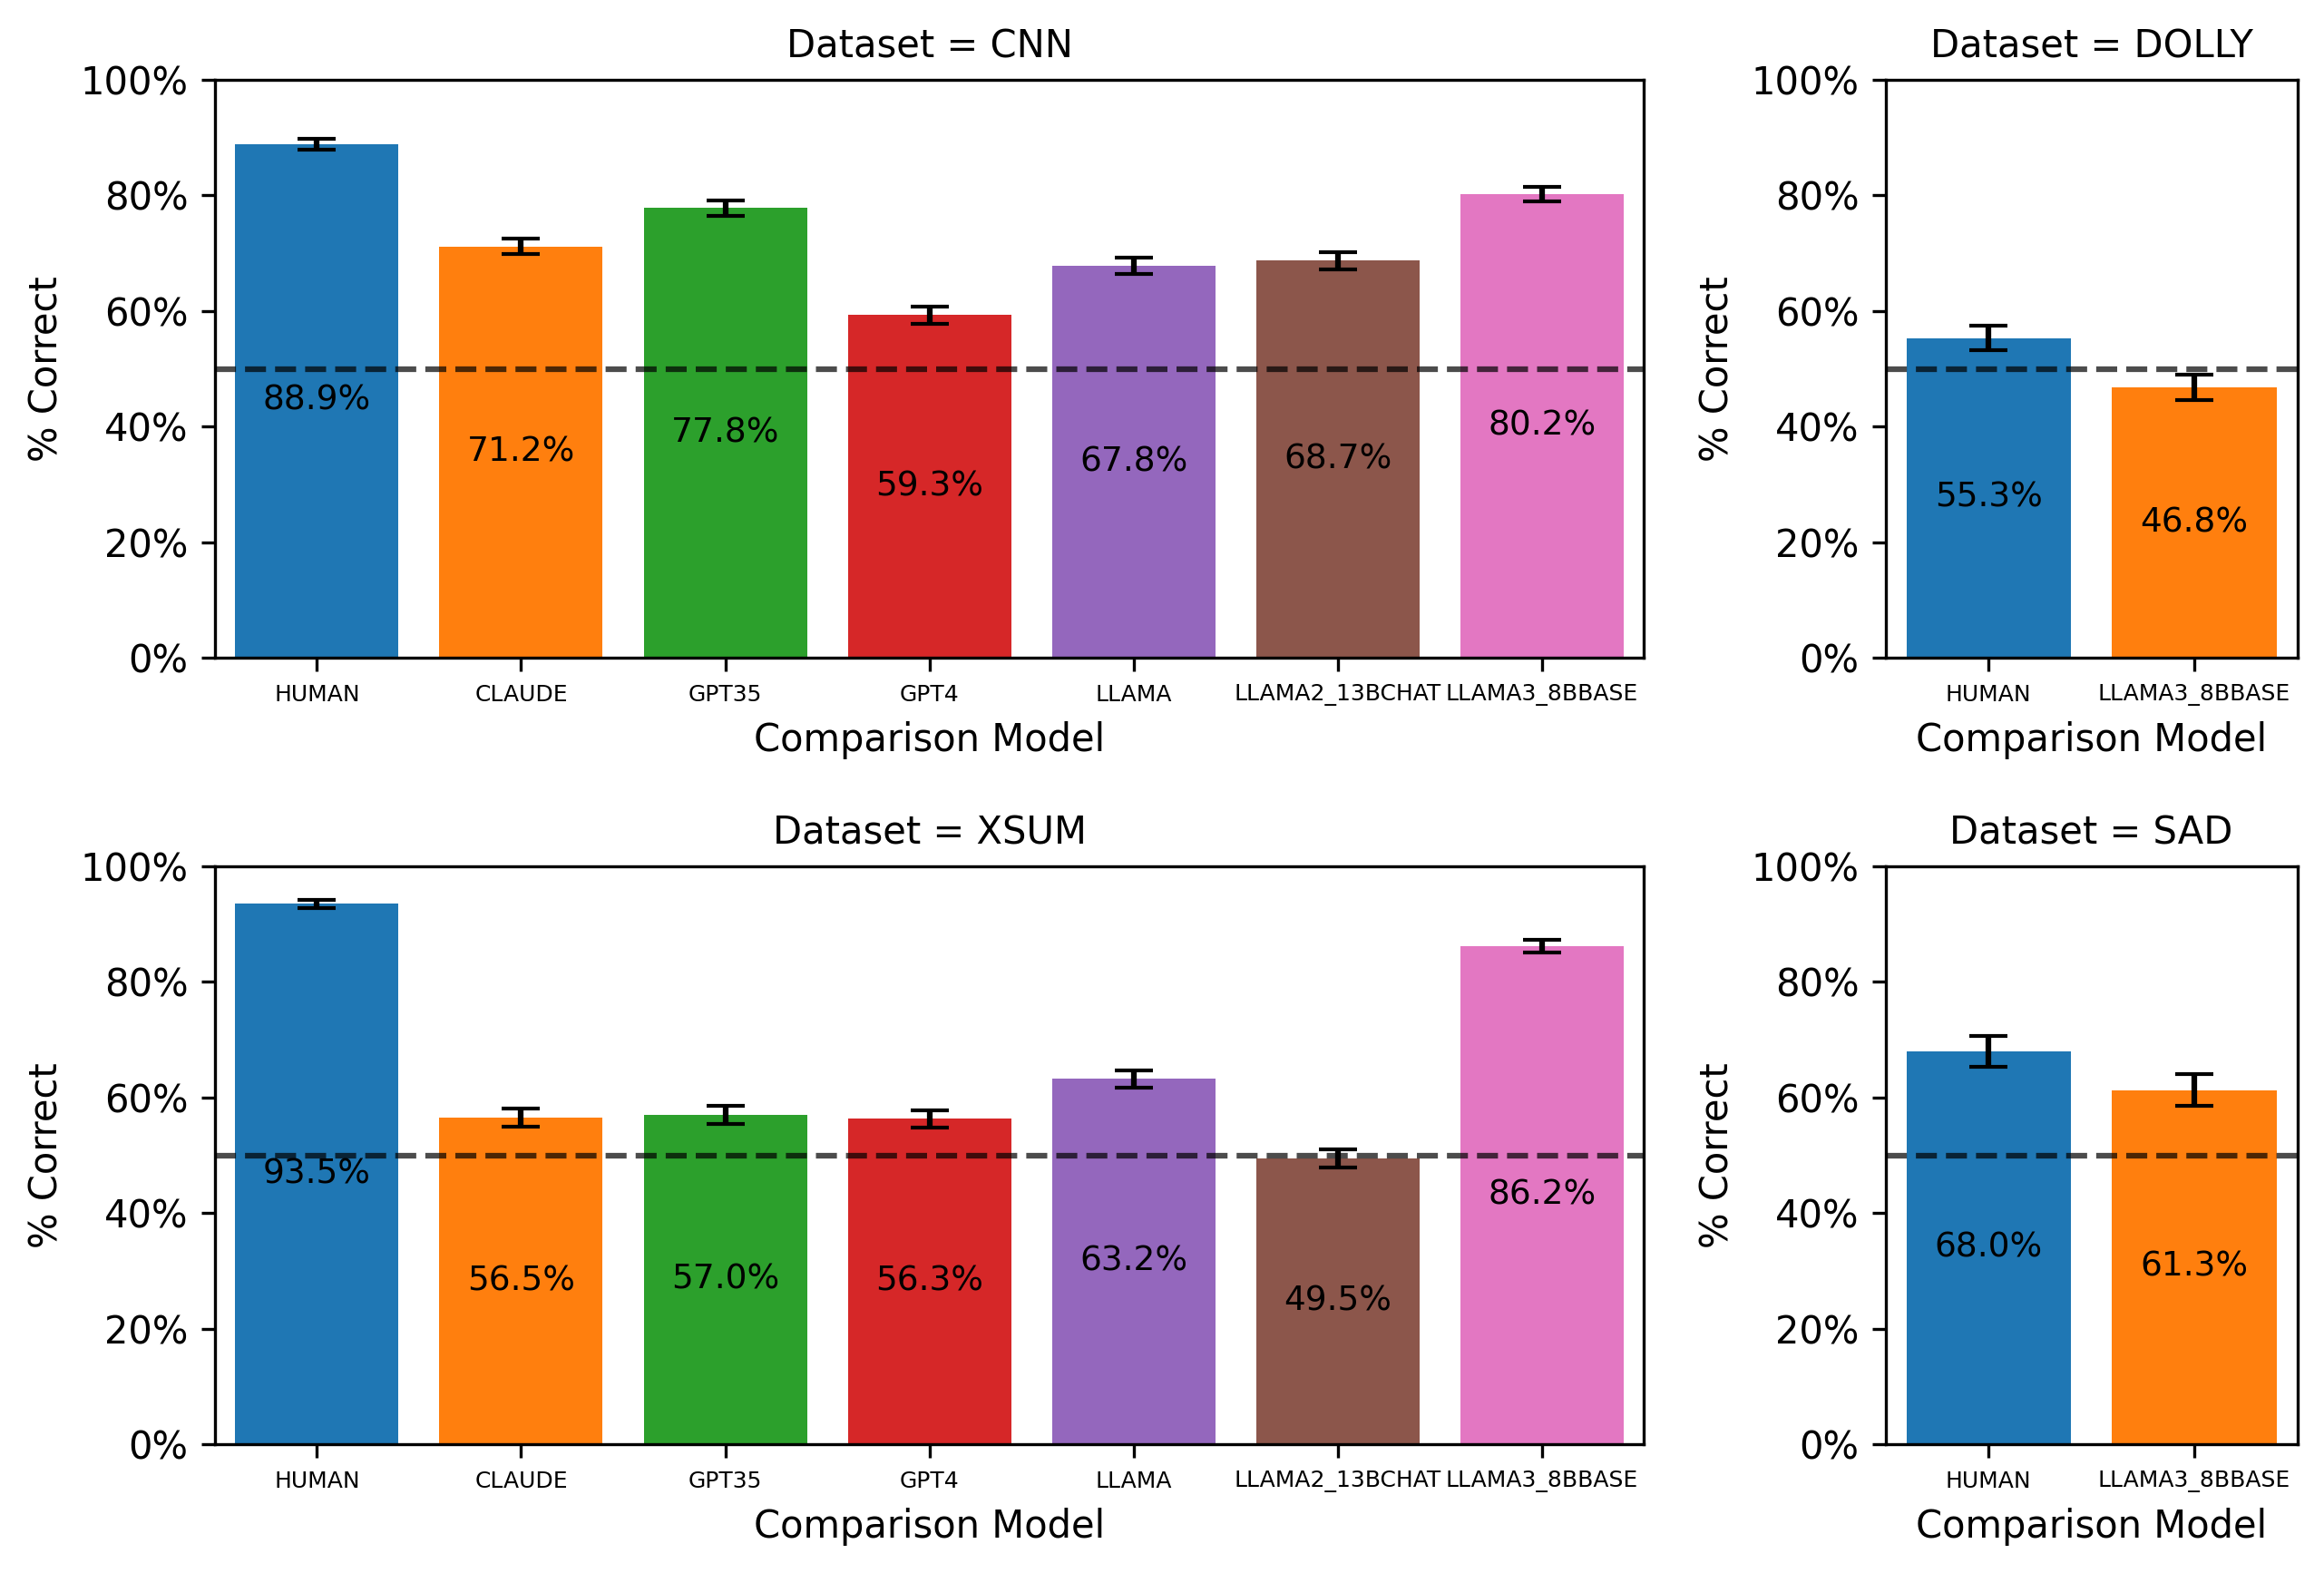 Dataset = CNN
100%
80%
60%
40%
20%
0%
% Correct
88.9%
71.2%
77.8%
59.3%
67.8%
68.7%
80.2%
HUMAN CLAUDE GPT35 GPT4 LLAMA LLAMA2_13BCHAT LLAMA3_8BBASE
Comparison Model
Dataset = DOLLY
100%
80%
60%
40%
20%
0%
% Correct
55.3%
46.8%
HUMAN LLAMA3_8BBASE
Comparison Model
Dataset = XSUM
100%
80%
60%
40%
20%
0%
% Correct
93.5%
56.5%
57.0%
56.3%
63.2%
49.5%
86.2%
HUMAN CLAUDE GPT35 GPT4 LLAMA LLAMA2_13BCHAT LLAMA3_8BBASE
Comparison Model
Dataset = SAD
100%
80%
60%
40%
20%
0%
% Correct
68.0%
61.3%
HUMAN LLAMA3_8BBASE
Comparison Model